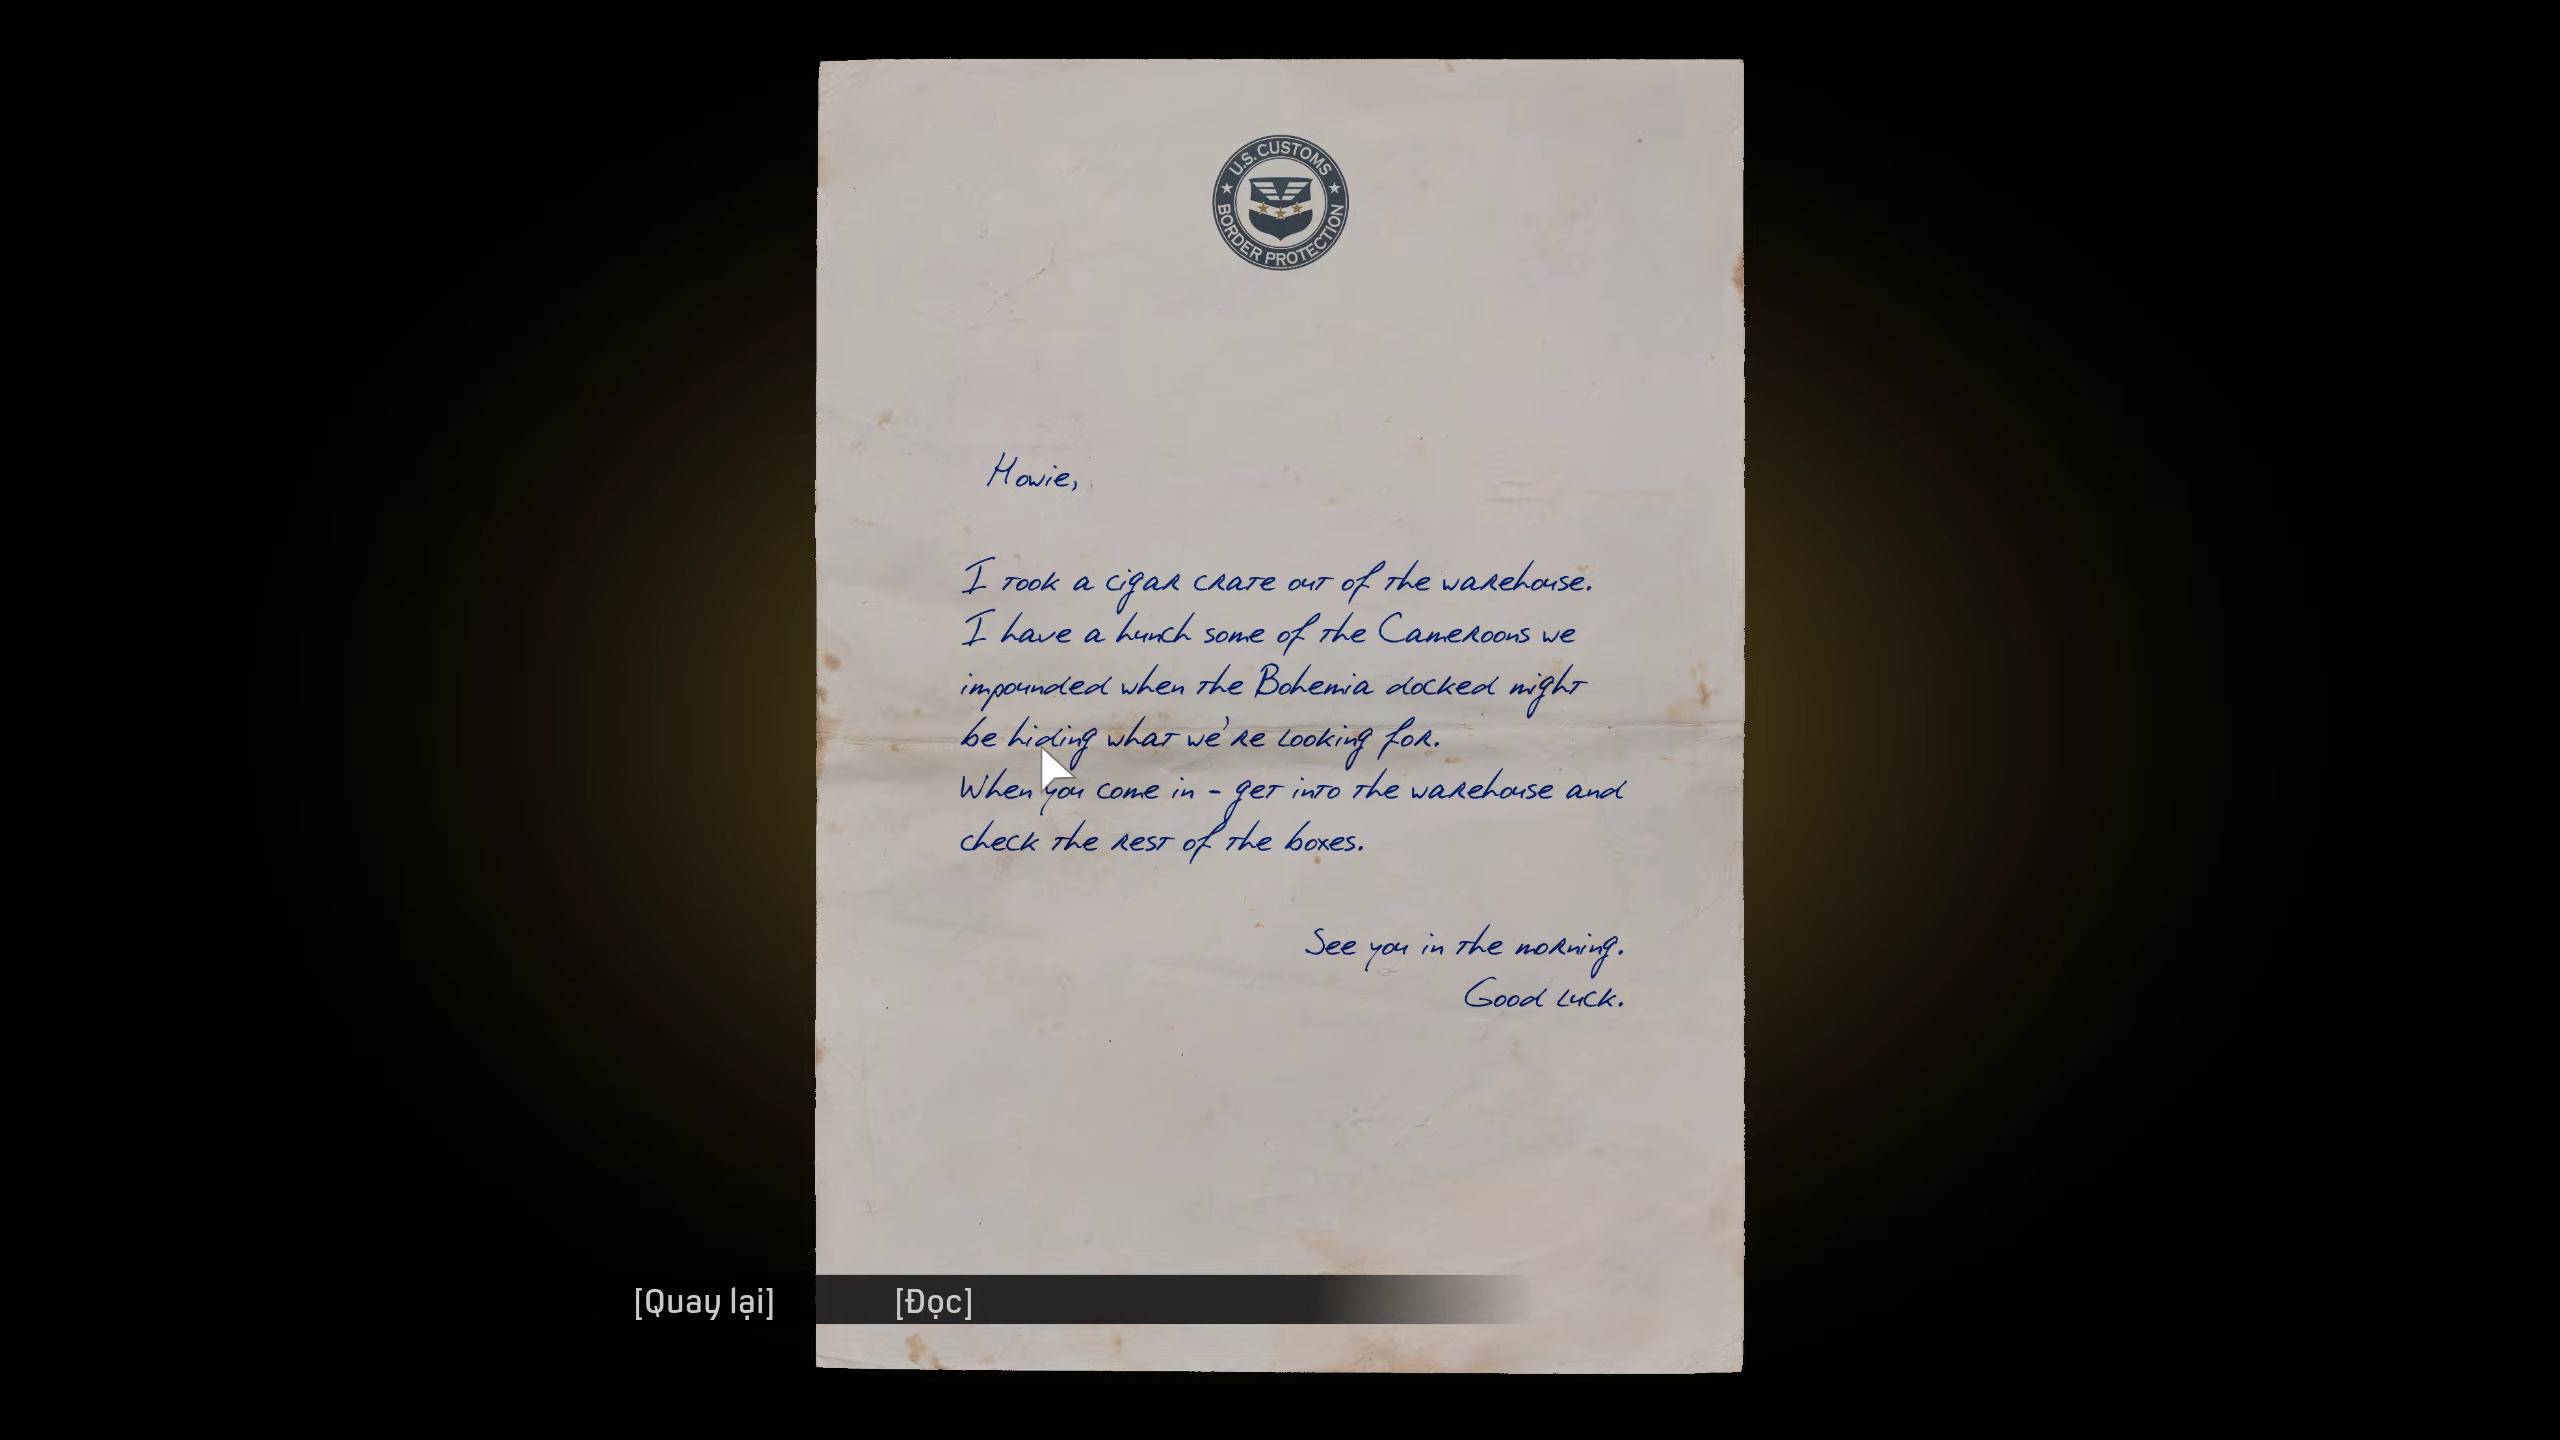 U.S. CUSTOMS
BORDER PROTECTION
Howie,
I took a cigar crate out of the warehouse.
I have a hunch some of the Cameroons we
impounded when the Bohemia docked might
be hiding what we're looking for.
When you come in - get into the warehouse and
check the rest of the boxes.
See you in the morning.
Good luck.
[Quay lại]
[Đọc]